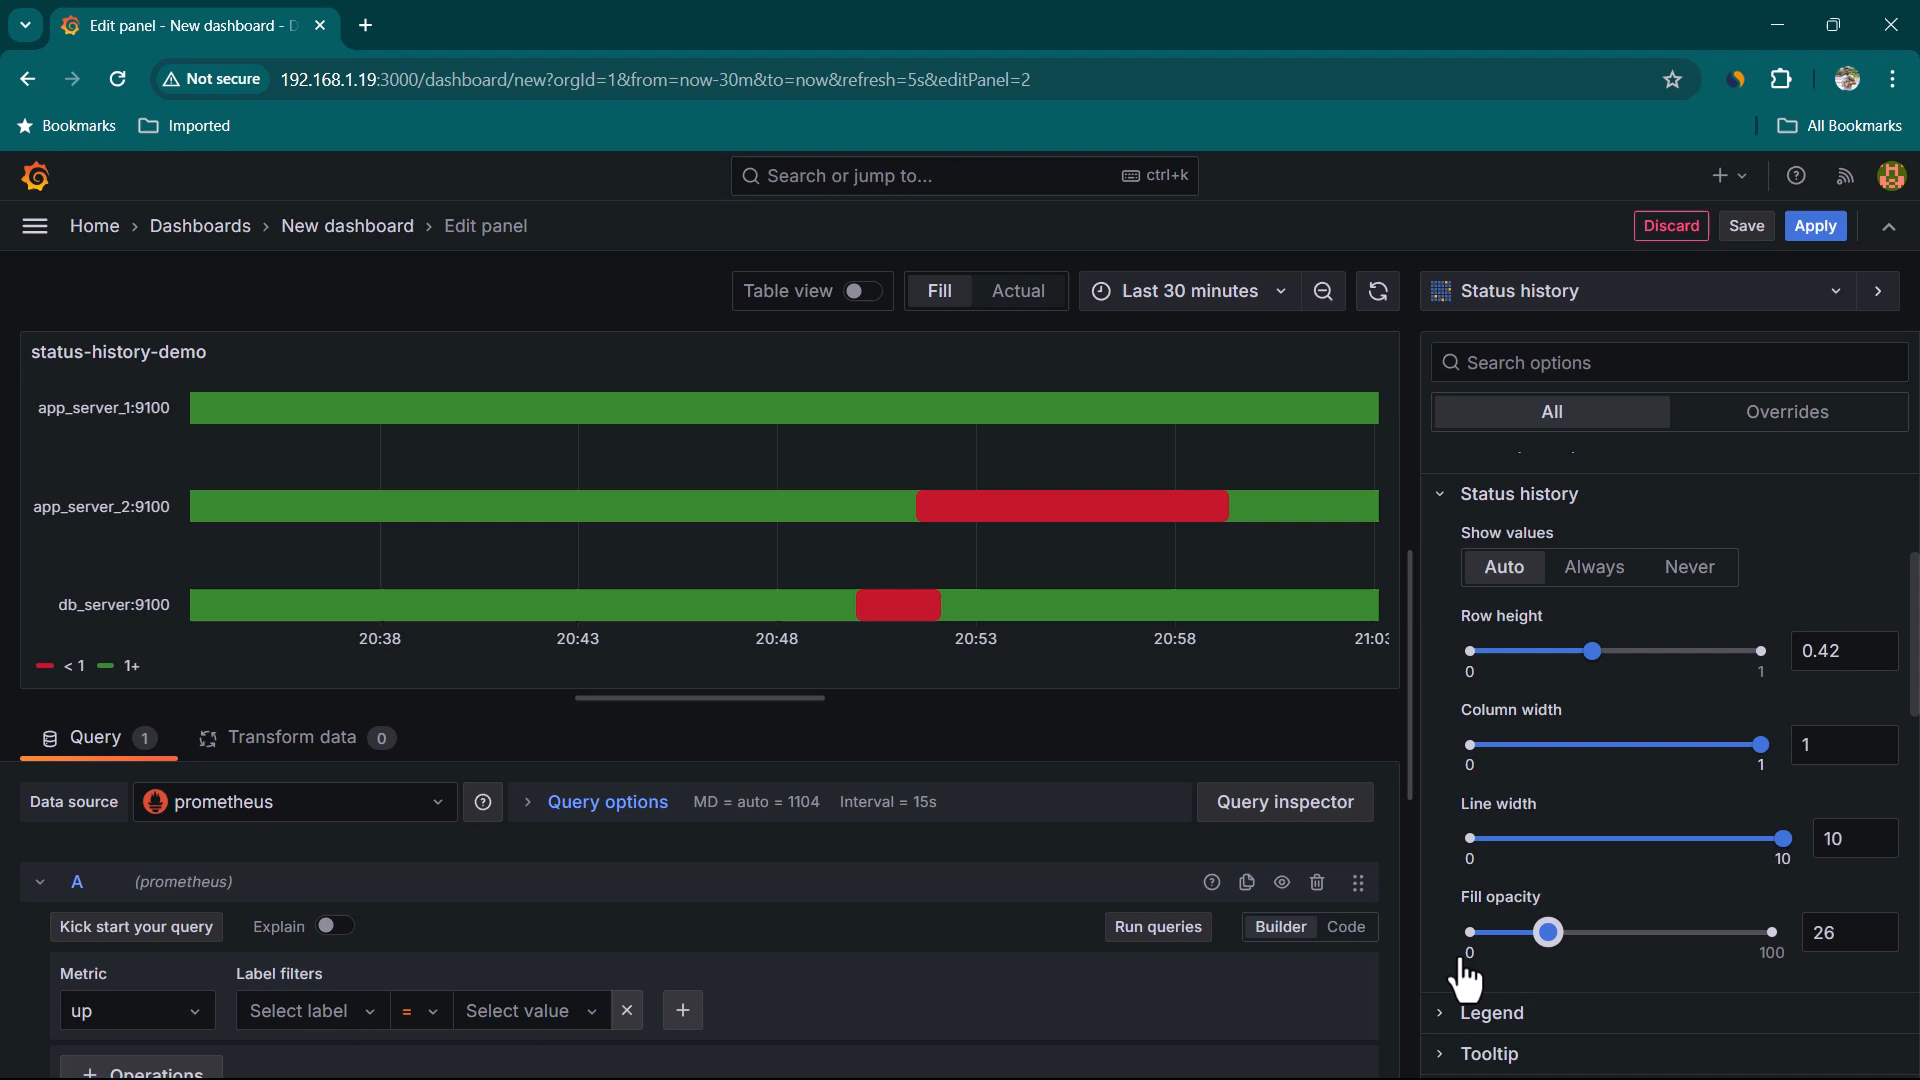 Edit panel - New dashboard - D
Not secure 192.168.1.19:3000/dashboard/new?orgId=1&from=now-30m&to=now&refresh=5s&editPanel=2
Bookmarks Imported All Bookmarks
Search or jump to... ctrl+k
Home › Dashboards › New dashboard › Edit panel Discard Save Apply
Table view Fill Actual Last 30 minutes Status history
status-history-demo
Search options
All Overrides
app_server_1:9100
app_server_2:9100
db_server:9100
20:38 20:43 20:48 20:53 20:58 21:03
< 1 1+
Status history
Show values
Auto Always Never
Row height
0.42
0 1
Column width
1
0 1
Line width
10
0 10
Fill opacity
26
0 100
Legend
Tooltip
Query 1 Transform data 0
Data source prometheus Query options MD = auto = 1104 Interval = 15s Query inspector
A (prometheus)
Kick start your query Explain Run queries Builder Code
Metric Label filters
up Select label = Select value
+ Operations